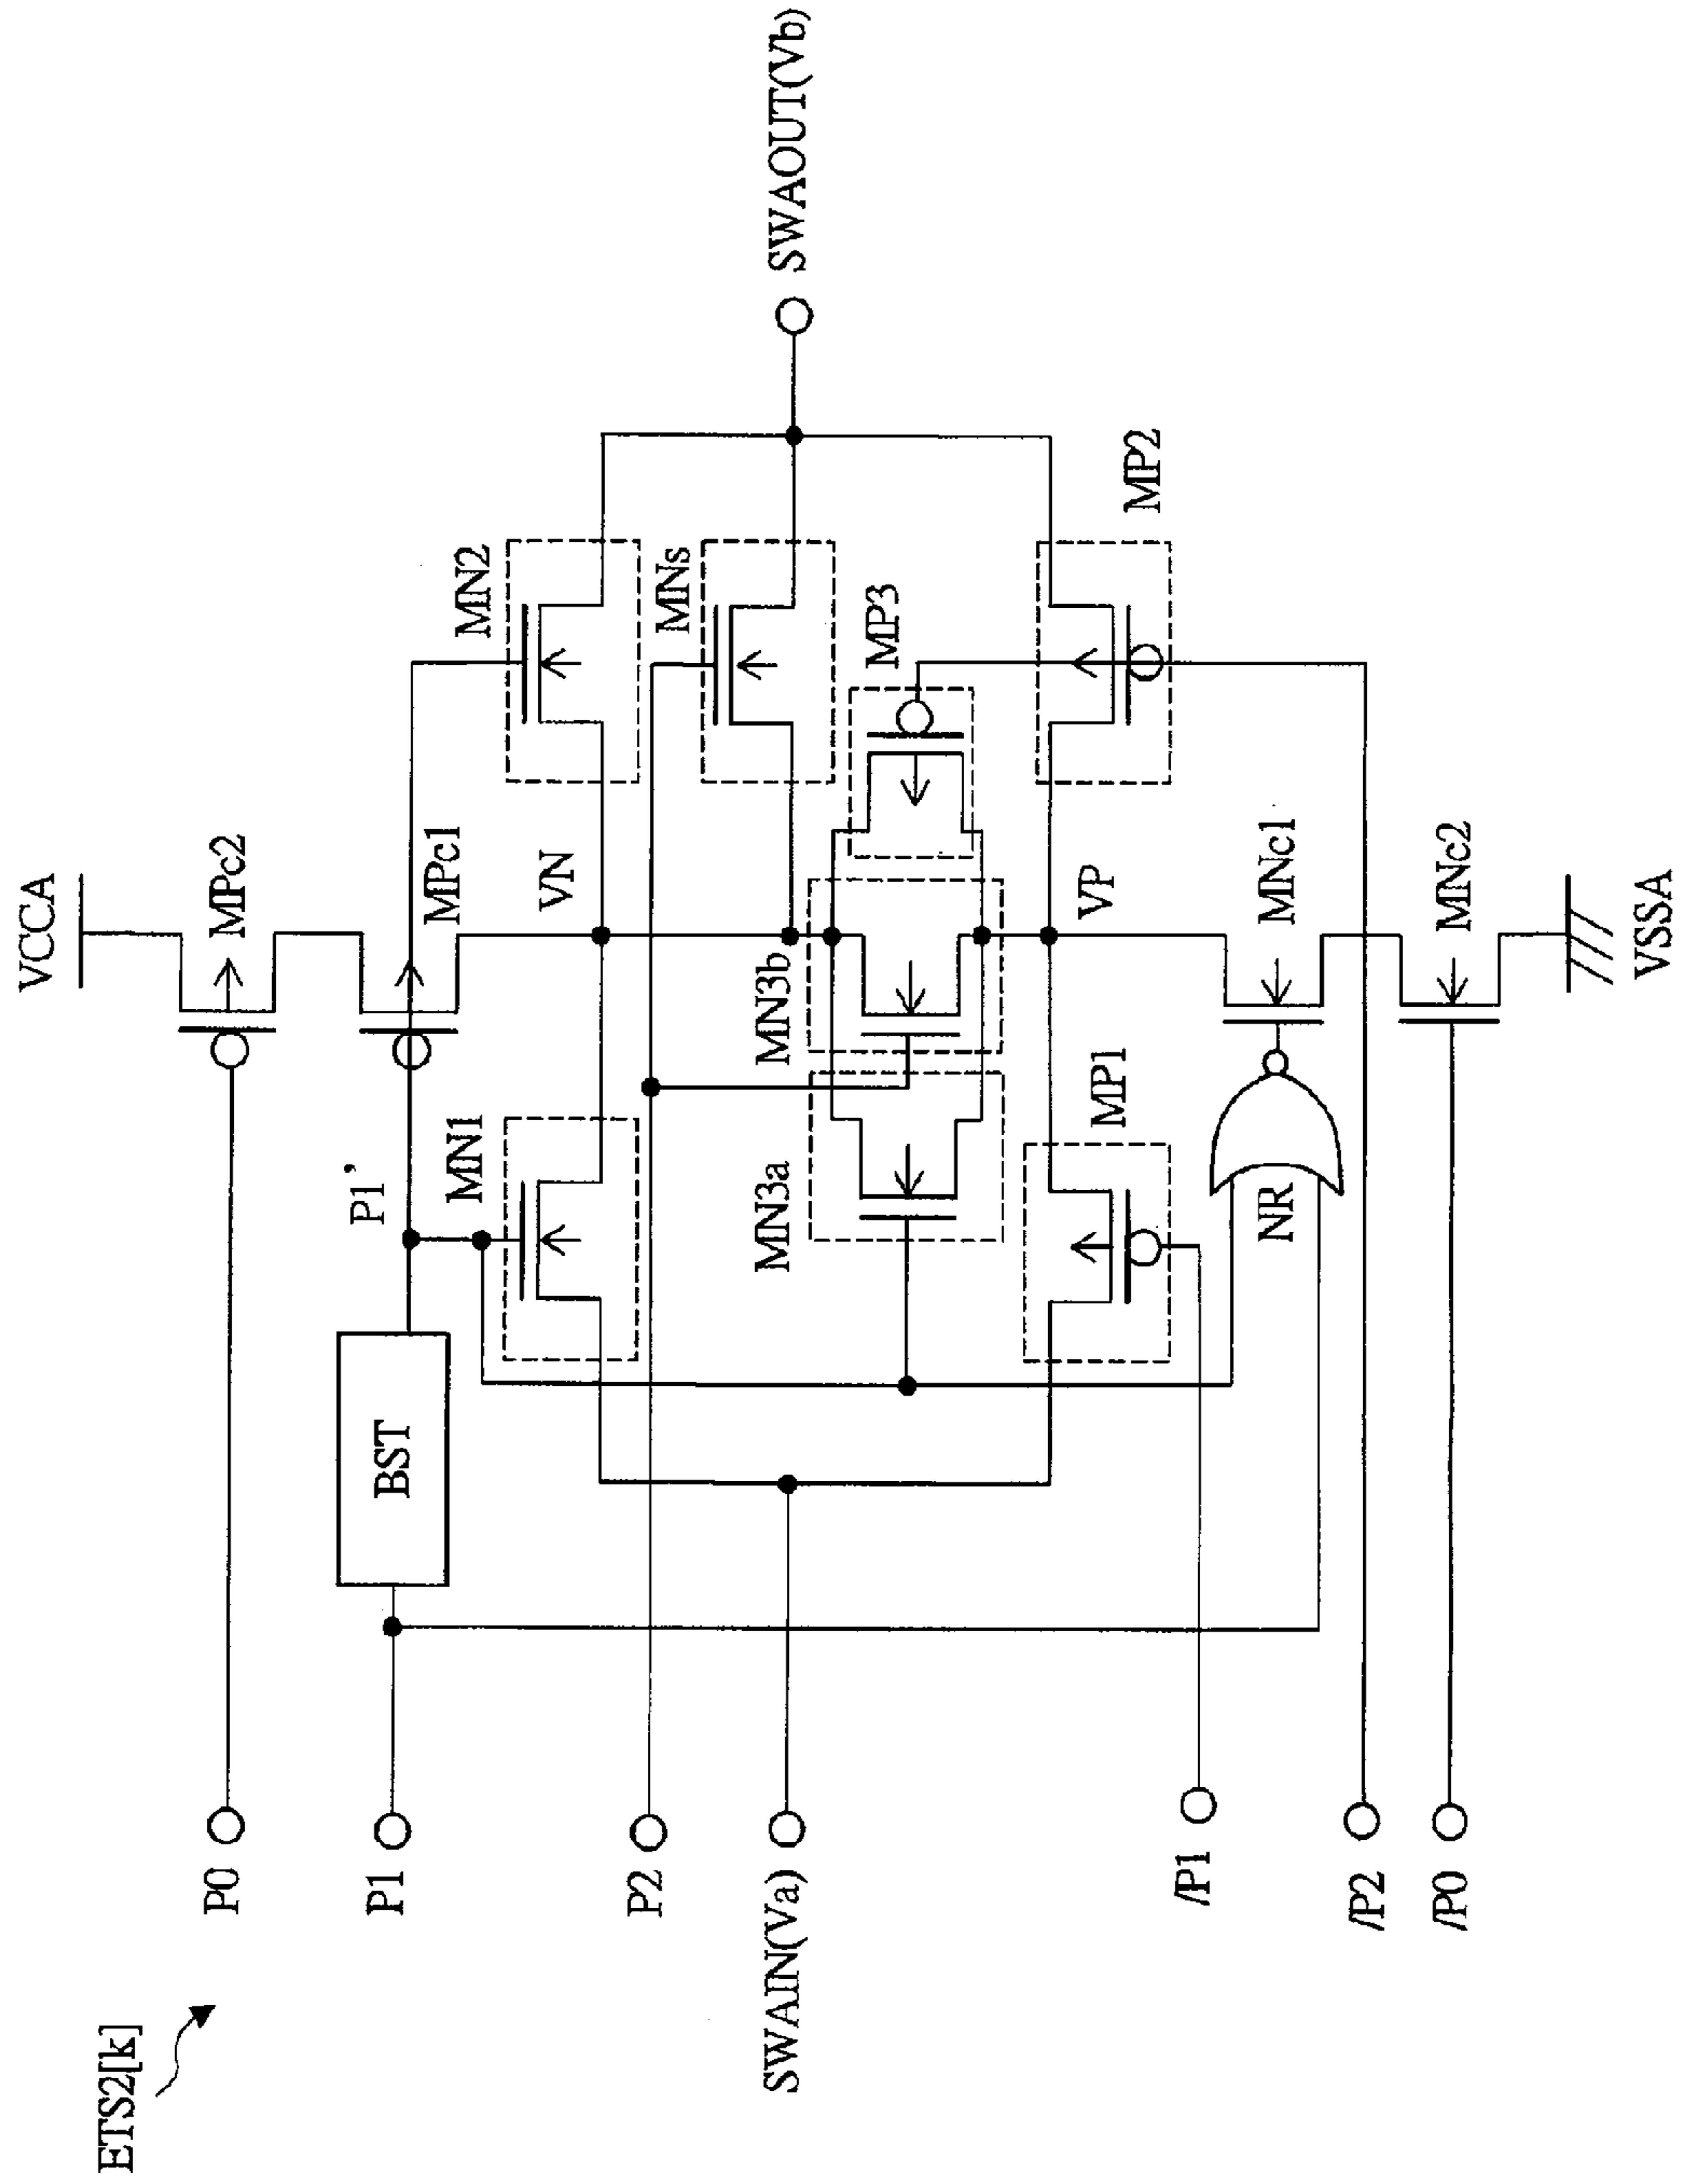 ETS2[k]
VCCA
P0
MPc2
P1
BST
P1’
MPc1
MN1
VN
MN2
P2
MNs
SWAIN(Va)
SWAOUT(Vb)
MN3a
MN3b
MP3
MP1
VP
MP2
/P1
NR
MNc1
/P2
/P0
MNc2
VSSA